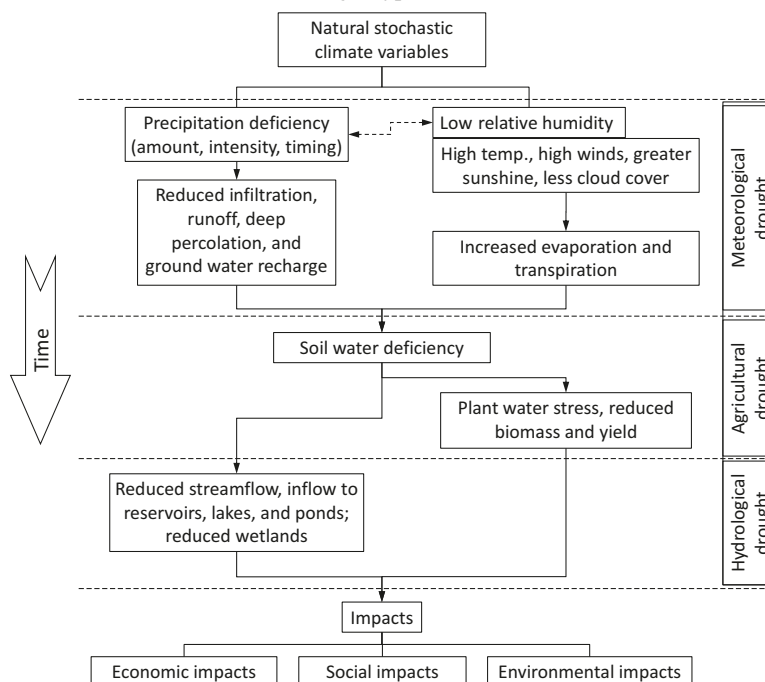 Natural stochastic
climate variables
Precipitation deficiency
(amount, intensity, timing)
Low relative humidity
High temp., high winds, greater
sunshine, less cloud cover
Reduced infiltration,
runoff, deep
percolation, and
ground water recharge
Increased evaporation and
transpiration
Meteorological
drought
Time
Soil water deficiency
Plant water stress, reduced
biomass and yield
Agricultural
drought
Reduced streamflow, inflow to
reservoirs, lakes, and ponds;
reduced wetlands
Hydrological
drought
Impacts
Economic impacts
Social impacts
Environmental impacts